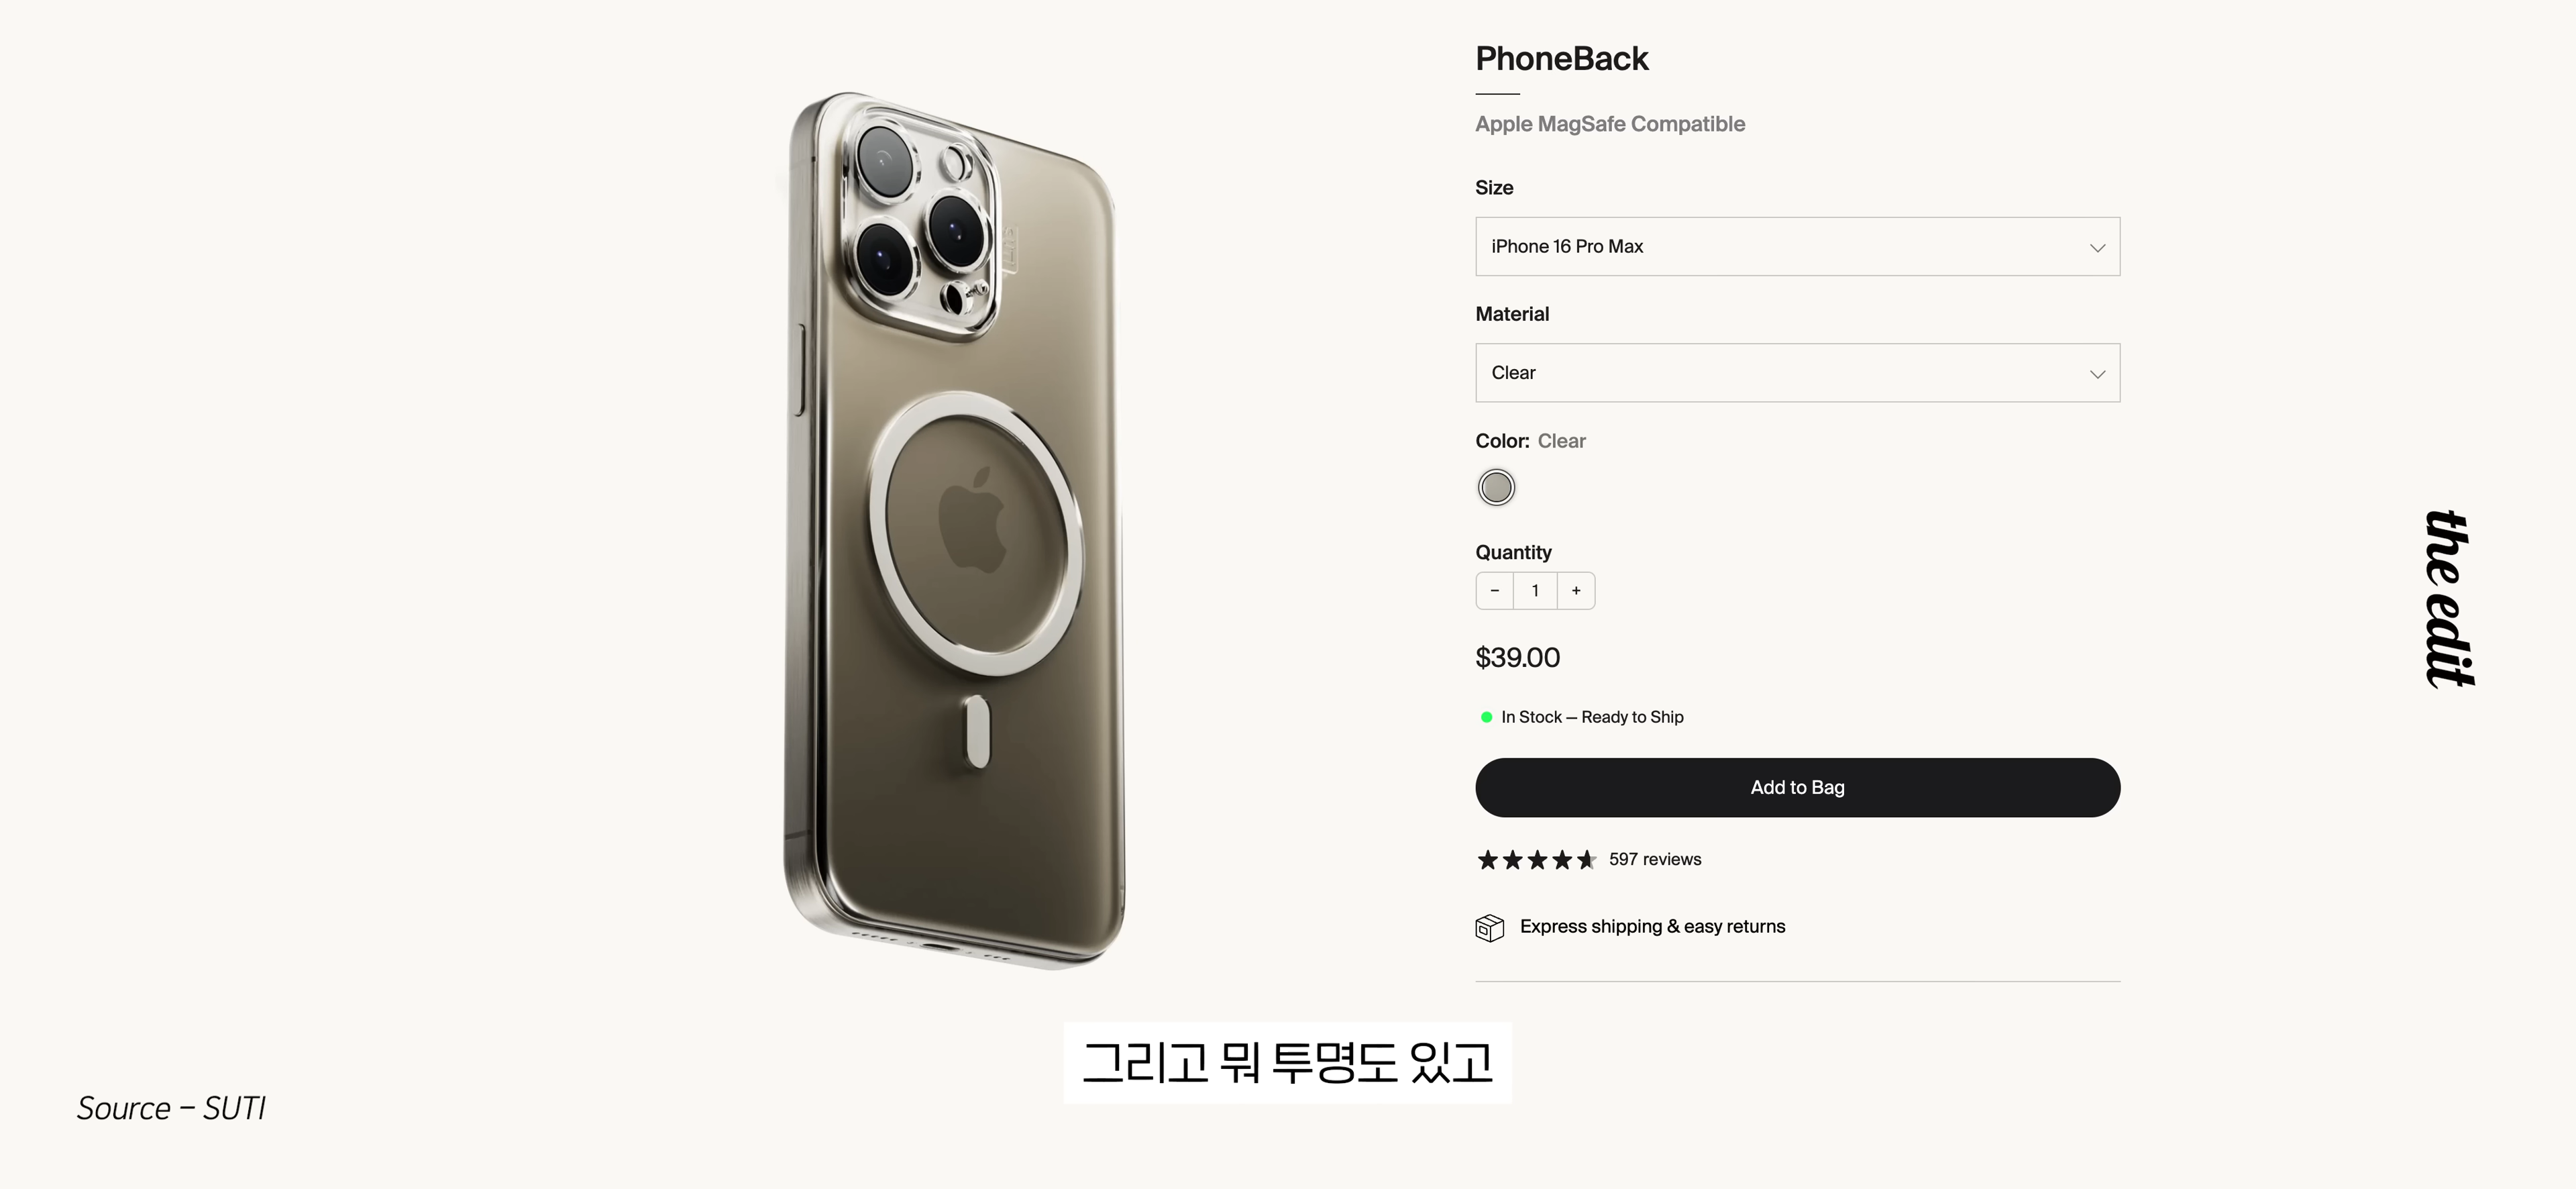 PhoneBack
Apple MagSafe Compatible
Size
iPhone 16 Pro Max
Material
Clear
Color: Clear
Quantity
− 1 +
$39.00
In Stock – Ready to Ship
Add to Bag
597 reviews
Express shipping & easy returns
the edit
그리고 뭐 투명도 있고
Source – SUTI